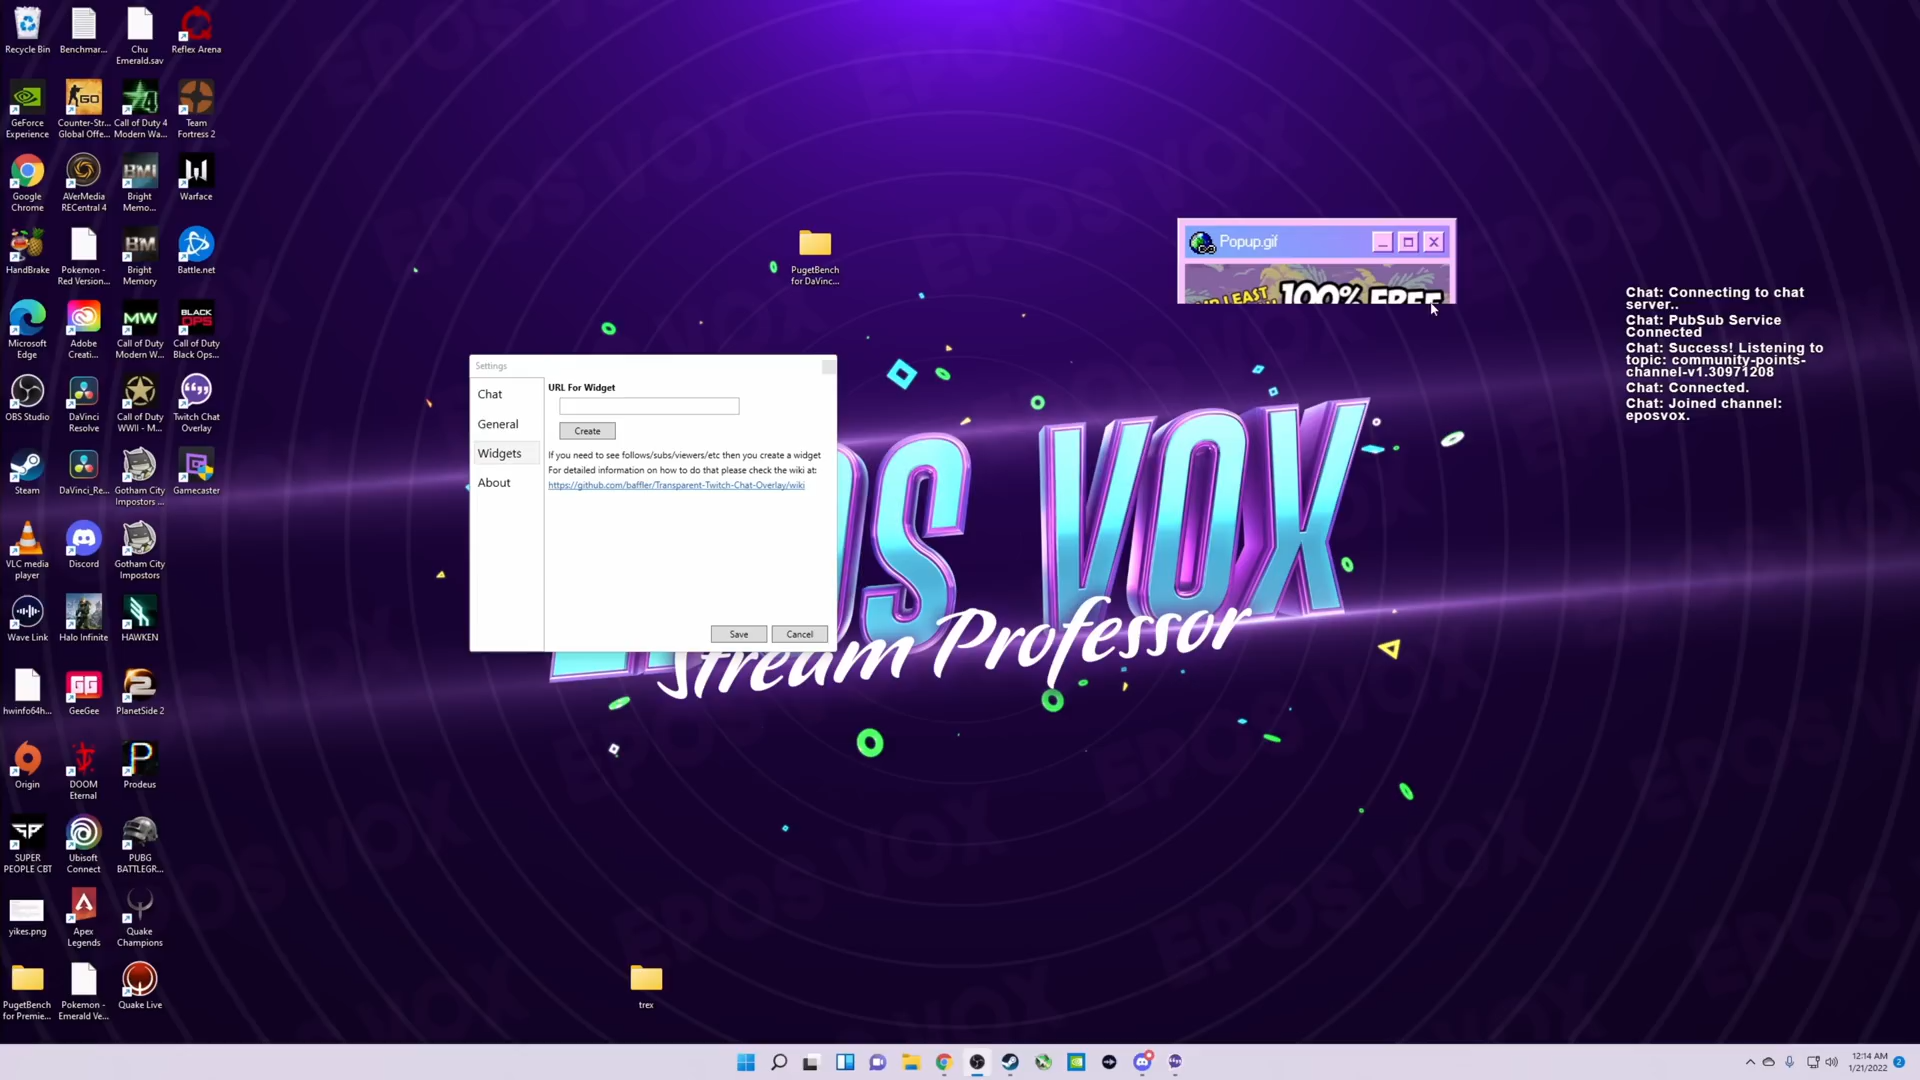 Recycle Bin
Benchmar...
Chu
Emerald.sav
Reflex Arena
GeForce
Experience
Counter-Str...
Global Offe...
Call of Duty 4
Modern Wa...
Team
Fortress 2
Google
Chrome
AVerMedia
RECentral 4
Bright
Memo...
Warface
HandBrake
Pokemon -
Red Version...
Bright
Memory
Battle.net
Microsoft
Edge
Adobe
Creati...
Call of Duty
Modern W...
Call of Duty
Black Ops...
OBS Studio
DaVinci
Resolve
Call of Duty
WWII - M...
Twitch Chat
Overlay
Steam
DaVinci_Re...
Gotham City
Impostors ...
Gamecaster
VLC media
player
Discord
Gotham City
Impostors
Wave Link
Halo Infinite
HAWKEN
hwinfo64h...
GeeGee
PlanetSide 2
Origin
DOOM
Eternal
Prodeus
SUPER
PEOPLE CBT
Ubisoft
Connect
PUBG
BATTLEGR...
yikes.png
Apex
Legends
Quake
Champions
PugetBench
for Premie...
Pokemon -
Emerald Ve...
Quake Live
PugetBench
for DaVinc...
trex
Popup.gif
100% FREE
Settings
Chat
General
Widgets
About
URL For Widget
Create
If you need to see follows/subs/viewers/etc then you create a widget
For detailed information on how to do that please check the wiki at:
https://github.com/baffler/Transparent-Twitch-Chat-Overlay/wiki
Save
Cancel
OS VOX
Stream Professor
Chat: Connecting to chat
server..
Chat: PubSub Service
Connected
Chat: Success! Listening to
topic: community-points-
channel-v1.30971208
Chat: Connected.
Chat: Joined channel:
eposvox.
12:14 AM
1/21/2022
2